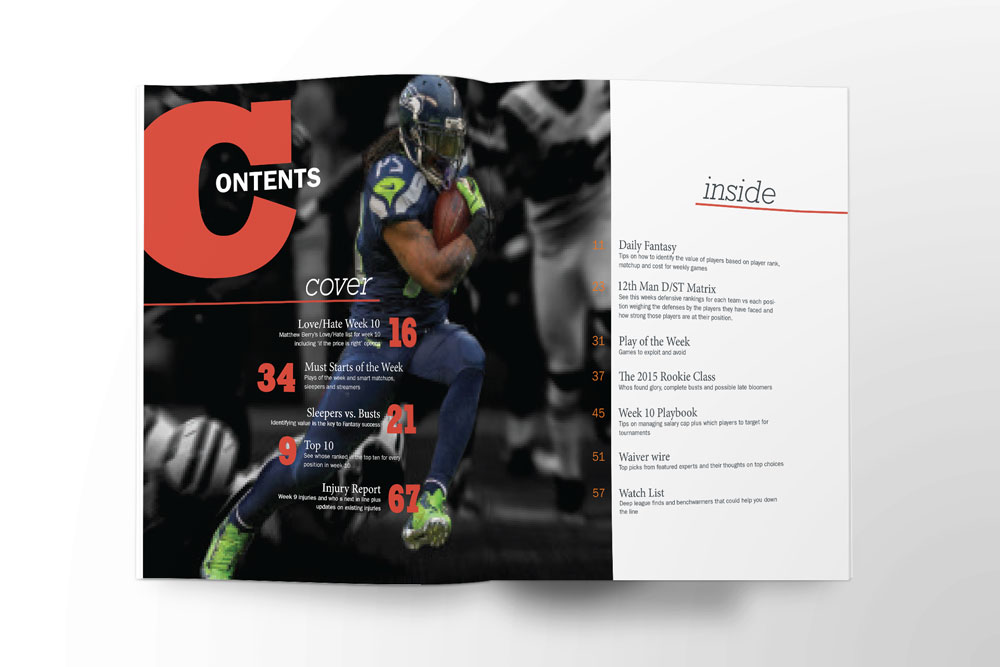 CONTENTS
cover
Love/Hate Week 10
Matthew Berry's Love/Hate list for week 10
including 'if the price is right' options
16
34
Must Starts of the Week
Plays of the week and smart matchups,
sleepers and streamers
Sleepers vs. Busts
Identifying value is the key to Fantasy success
21
9
Top 10
See whose ranked in the top ten for every
position in week 10
Injury Report
Week 9 injuries and who is next in line plus
updates on existing injuries
67
inside
11
Daily Fantasy
Tips on how to identify the value of players based on player rank,
matchup and cost for weekly games
12th Man D/ST Matrix
See this weeks defensive rankings for each team vs each posi-
tion weighing the defenses by the players they have faced and
how strong those players are at their position.
31
Play of the Week
Games to exploit and avoid
37
The 2015 Rookie Class
Whos found glory, complete busts and possible late bloomers
45
Week 10 Playbook
Tips on managing salary cap plus which players to target for
tournaments
51
Waiver wire
Top picks from featured experts and their thoughts on top choices
57
Watch List
Deep league finds and benchwarmers that could help you down
the line